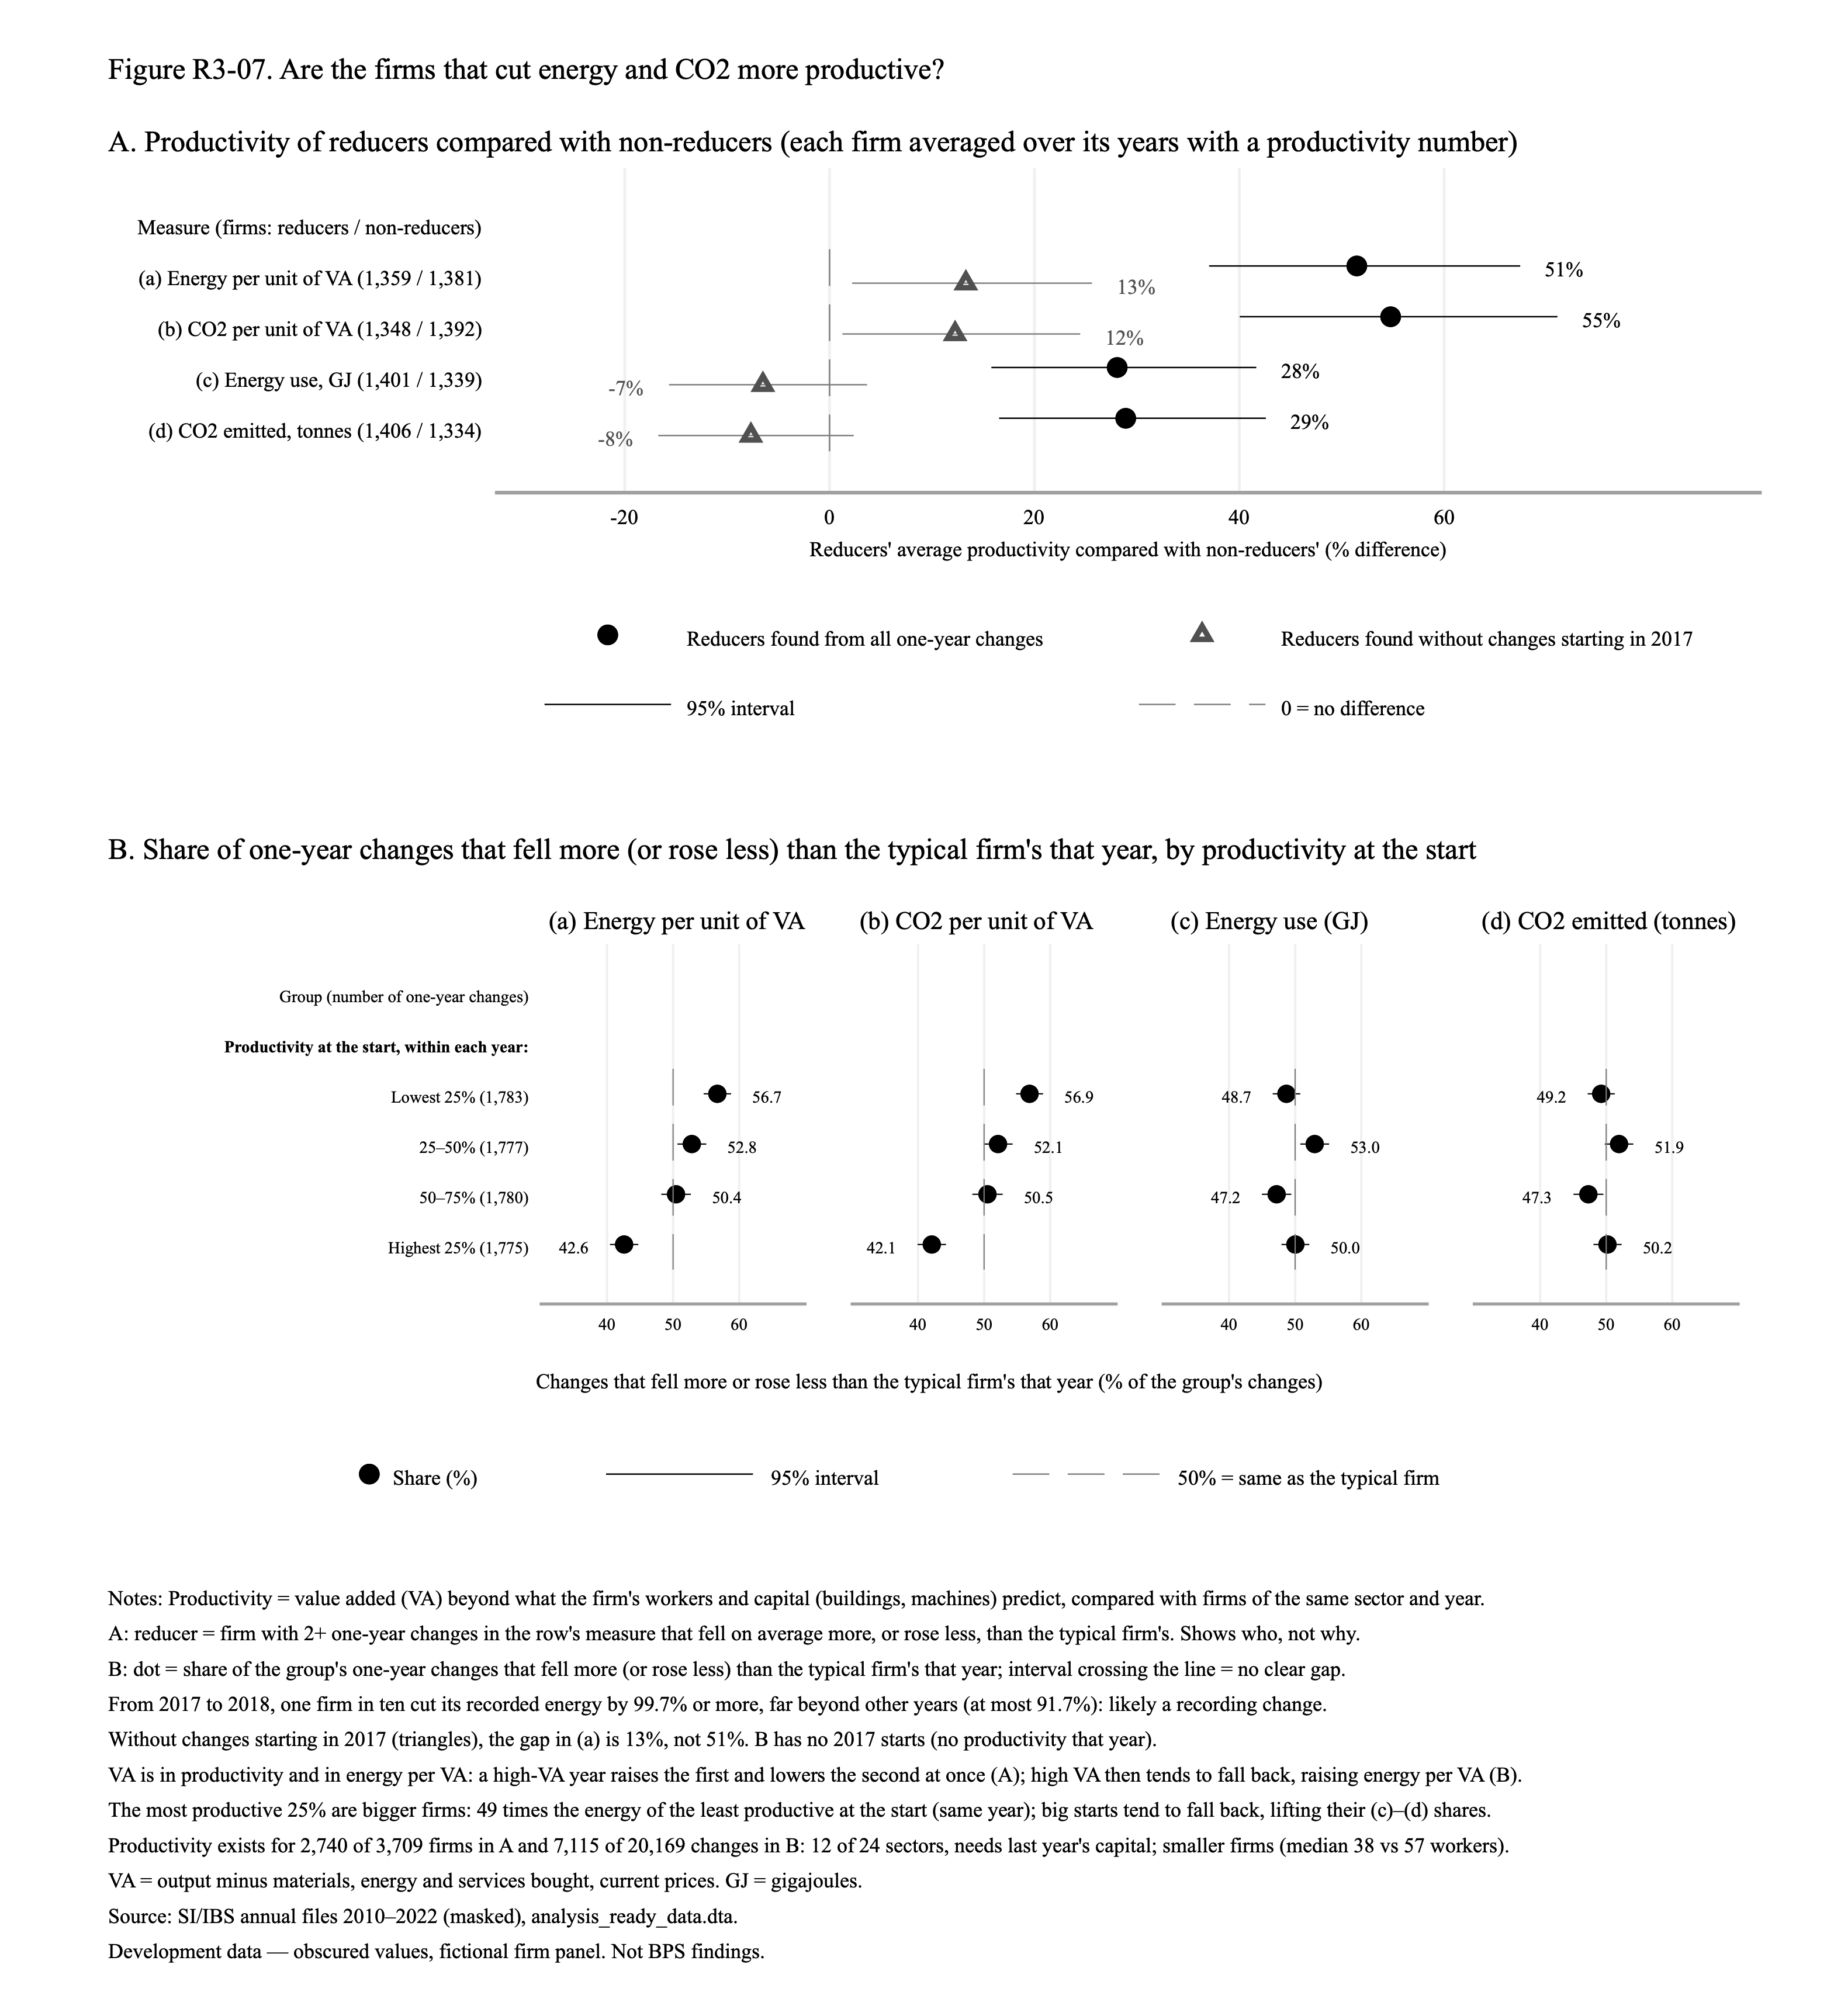 Figure R3-07. Are the firms that cut energy and CO2 more productive?
A. Productivity of reducers compared with non-reducers (each firm averaged over its years with a productivity number)
Measure (firms: reducers / non-reducers)
(a) Energy per unit of VA (1,359 / 1,381)
13%
51%
(b) CO2 per unit of VA (1,348 / 1,392)
12%
55%
(c) Energy use, GJ (1,401 / 1,339)
-7%
28%
(d) CO2 emitted, tonnes (1,406 / 1,334)
-8%
29%
-20 0 20 40 60
Reducers' average productivity compared with non-reducers' (% difference)
Reducers found from all one-year changes
Reducers found without changes starting in 2017
95% interval
0 = no difference
B. Share of one-year changes that fell more (or rose less) than the typical firm's that year, by productivity at the start
(a) Energy per unit of VA
(b) CO2 per unit of VA
(c) Energy use (GJ)
(d) CO2 emitted (tonnes)
Group (number of one-year changes)
Productivity at the start, within each year:
Lowest 25% (1,783)
56.7
56.9
48.7
49.2
25–50% (1,777)
52.8
52.1
53.0
51.9
50–75% (1,780)
50.4
50.5
47.2
47.3
Highest 25% (1,775)
42.6
42.1
50.0
50.2
40 50 60
40 50 60
40 50 60
40 50 60
Changes that fell more or rose less than the typical firm's that year (% of the group's changes)
Share (%)
95% interval
50% = same as the typical firm
Notes: Productivity = value added (VA) beyond what the firm's workers and capital (buildings, machines) predict, compared with firms of the same sector and year.
A: reducer = firm with 2+ one-year changes in the row's measure that fell on average more, or rose less, than the typical firm's. Shows who, not why.
B: dot = share of the group's one-year changes that fell more (or rose less) than the typical firm's that year; interval crossing the line = no clear gap.
From 2017 to 2018, one firm in ten cut its recorded energy by 99.7% or more, far beyond other years (at most 91.7%): likely a recording change.
Without changes starting in 2017 (triangles), the gap in (a) is 13%, not 51%. B has no 2017 starts (no productivity that year).
VA is in productivity and in energy per VA: a high-VA year raises the first and lowers the second at once (A); high VA then tends to fall back, raising energy per VA (B).
The most productive 25% are bigger firms: 49 times the energy of the least productive at the start (same year); big starts tend to fall back, lifting their (c)–(d) shares.
Productivity exists for 2,740 of 3,709 firms in A and 7,115 of 20,169 changes in B: 12 of 24 sectors, needs last year's capital; smaller firms (median 38 vs 57 workers).
VA = output minus materials, energy and services bought, current prices. GJ = gigajoules.
Source: SI/IBS annual files 2010–2022 (masked), analysis_ready_data.dta.
Development data — obscured values, fictional firm panel. Not BPS findings.